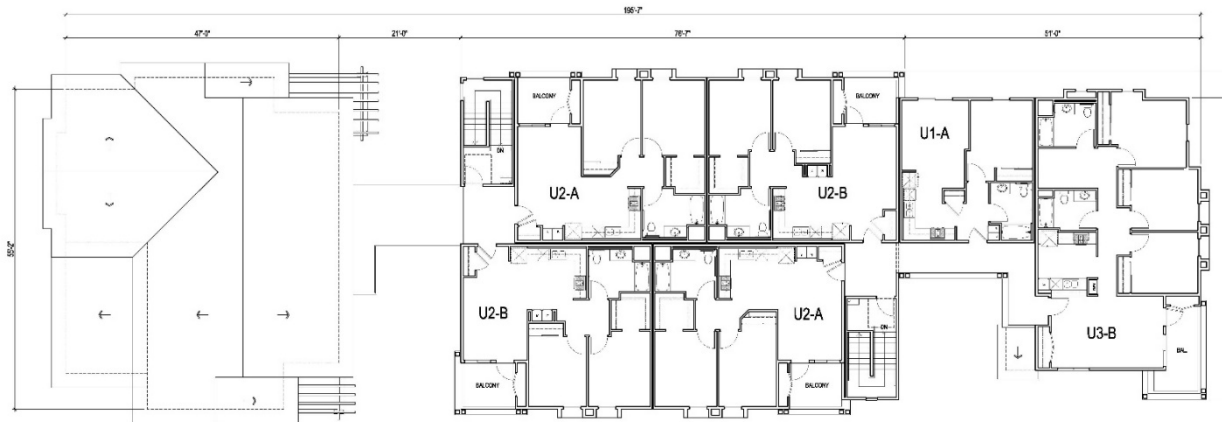 195'-7"
47'-0" 21'-0" 76'-7" 51'-0"
BALCONY BALCONY
U1-A
DN
U2-A U2-B
55'-2"
U2-B U2-A
DN
U3-B
BAL.
BALCONY BALCONY